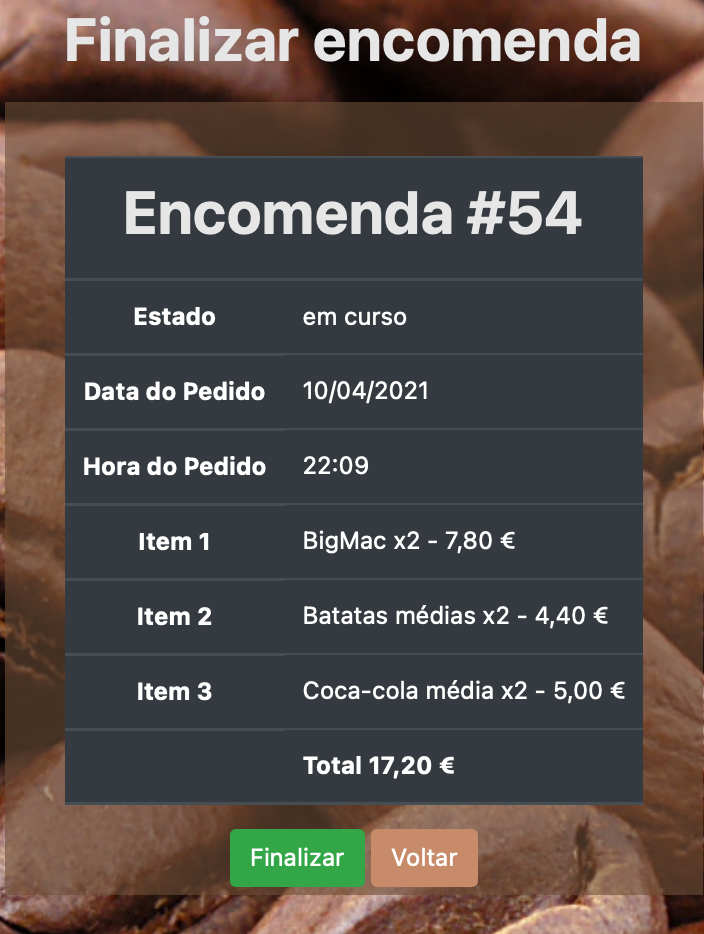 Finalizar encomenda
Encomenda #54
Estado em curso
Data do Pedido 10/04/2021
Hora do Pedido 22:09
Item 1 BigMac x2 - 7,80 €
Item 2 Batatas médias x2 - 4,40 €
Item 3 Coca-cola média x2 - 5,00 €
Total 17,20 €
Finalizar Voltar